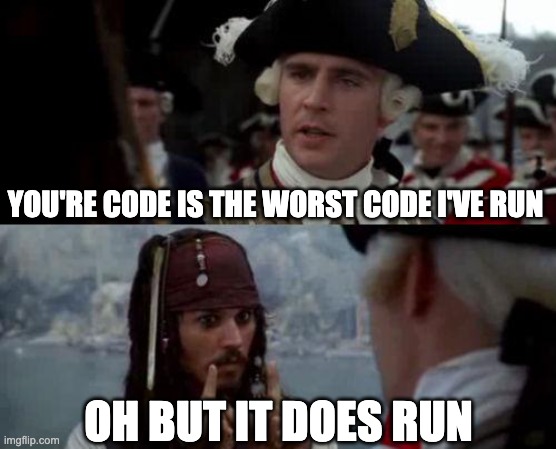 YOU'RE CODE IS THE WORST CODE I'VE RUN
OH BUT IT DOES RUN
imgflip.com